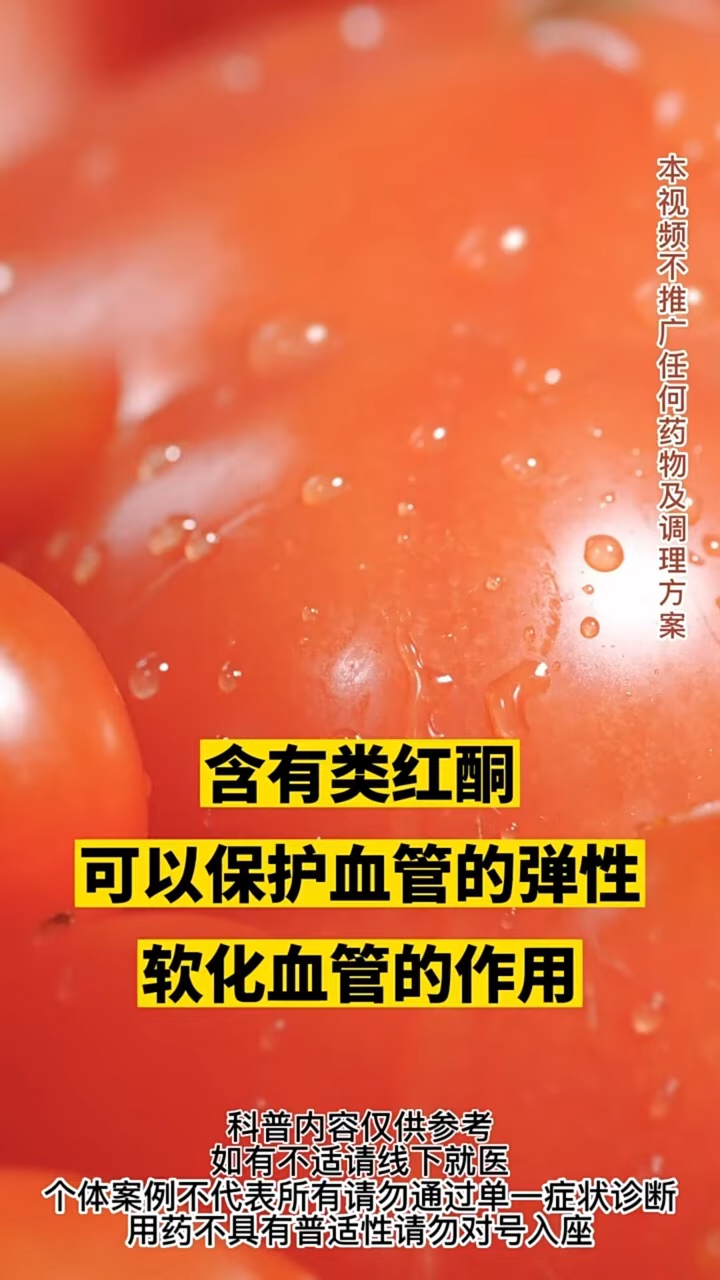 本视频不推广任何药物及调理方案
含有类红酮
可以保护血管的弹性
软化血管的作用
科普内容仅供参考
如有不适请线下就医
个体案例不代表所有请勿通过单一症状诊断
用药不具有普适性请勿对号入座